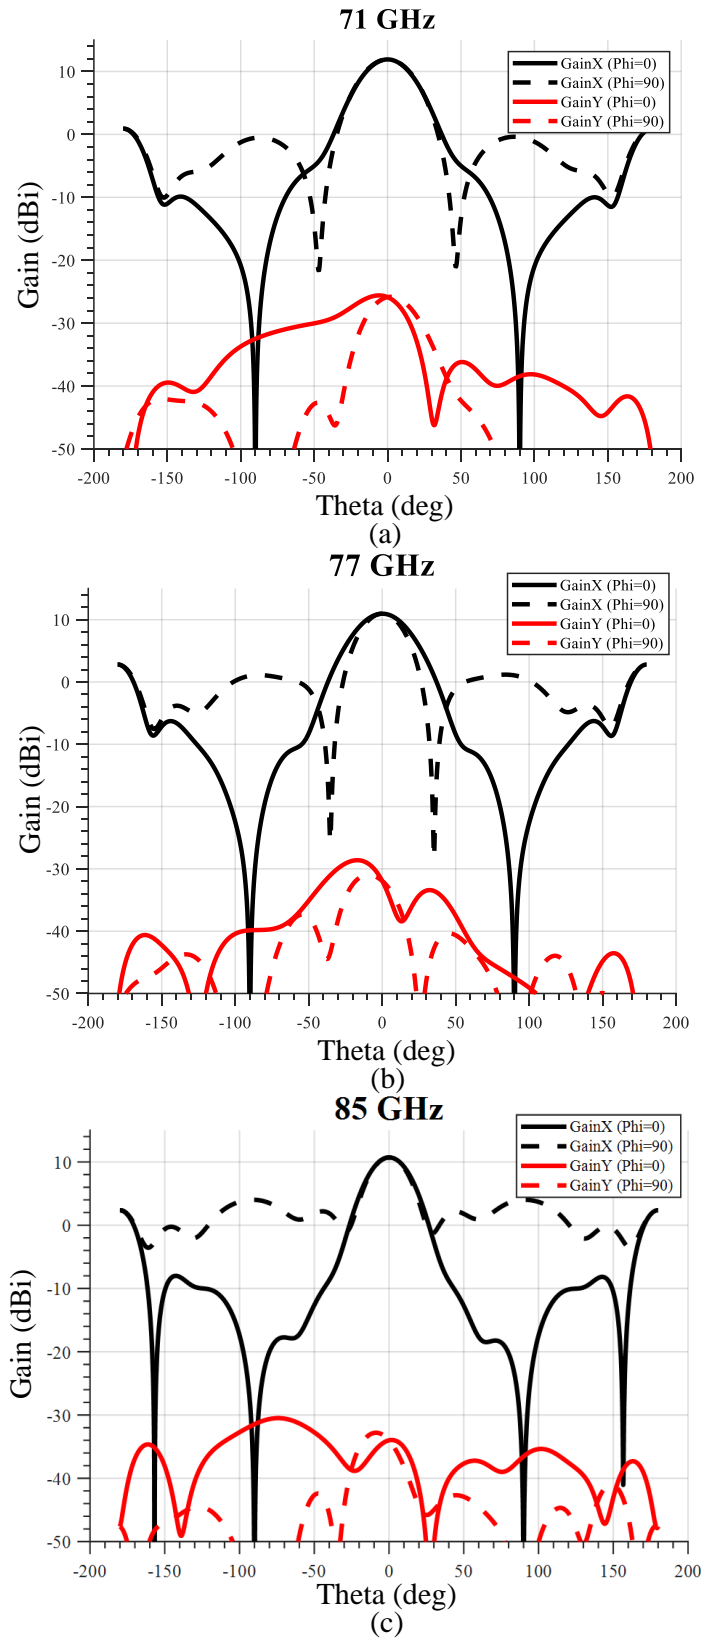 71 GHz
GainX (Phi=0)
GainX (Phi=90)
GainY (Phi=0)
GainY (Phi=90)
10
0
-10
-20
-30
-40
-50
Gain (dBi)
-200 -150 -100 -50 0 50 100 150 200
Theta (deg)
(a)
77 GHz
GainX (Phi=0)
GainX (Phi=90)
GainY (Phi=0)
GainY (Phi=90)
10
0
-10
-20
-30
-40
-50
Gain (dBi)
-200 -150 -100 -50 0 50 100 150 200
Theta (deg)
(b)
85 GHz
GainX (Phi=0)
GainX (Phi=90)
GainY (Phi=0)
GainY (Phi=90)
10
0
-10
-20
-30
-40
-50
Gain (dBi)
-200 -150 -100 -50 0 50 100 150 200
Theta (deg)
(c)